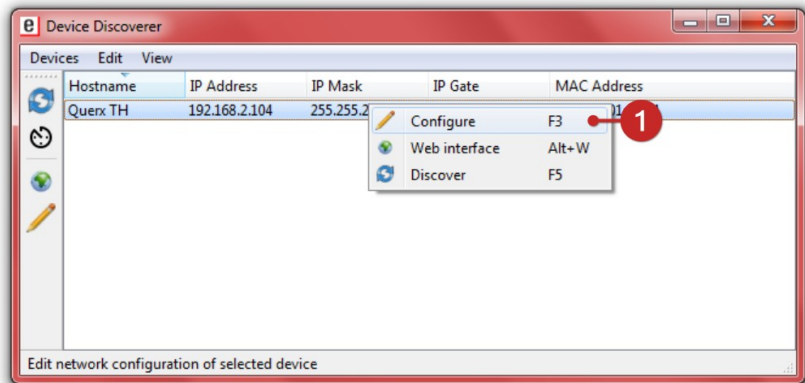 e Device Discoverer
Devices Edit View
Hostname IP Address IP Mask IP Gate MAC Address
Querx TH 192.168.2.104 255.255.2
Configure F3 1
Web interface Alt+W
Discover F5
Edit network configuration of selected device